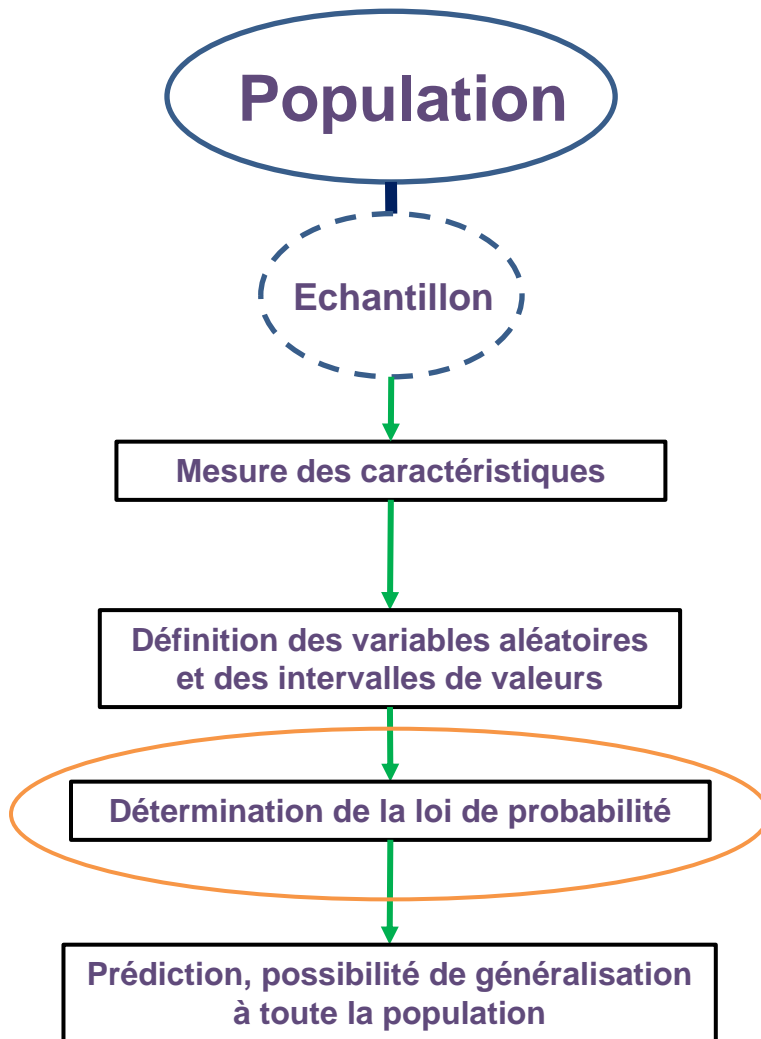 Population
Echantillon
Mesure des caractéristiques
Définition des variables aléatoires
et des intervalles de valeurs
Détermination de la loi de probabilité
Prédiction, possibilité de généralisation
à toute la population